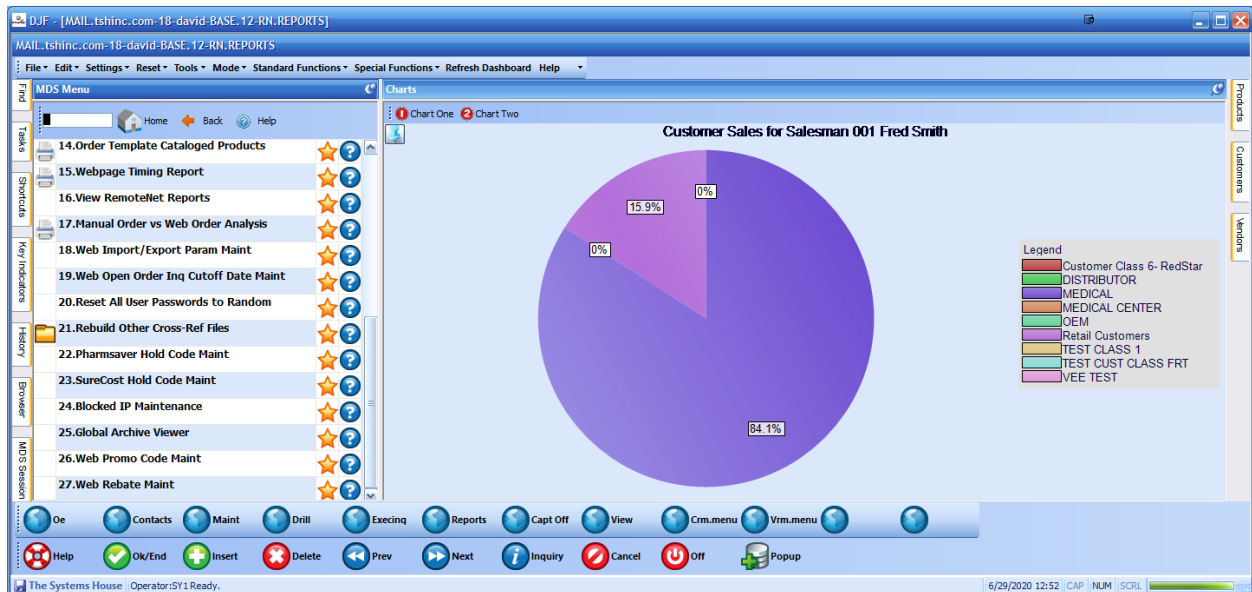 DJF - [MAIL.tshinc.com-18-david-BASE.12-RN.REPORTS]
MAIL.tshinc.com-18-david-BASE.12-RN.REPORTS
File Edit Settings Reset Tools Mode Standard Functions Special Functions Refresh Dashboard Help
Find
Tasks
Shortcuts
Key Indicators
History
Browser
MDS Session
MDS Menu
Home Back Help
14.Order Template Cataloged Products
15.Webpage Timing Report
16.View RemoteNet Reports
17.Manual Order vs Web Order Analysis
18.Web Import/Export Param Maint
19.Web Open Order Inq Cutoff Date Maint
20.Reset All User Passwords to Random
21.Rebuild Other Cross-Ref Files
22.Pharmsaver Hold Code Maint
23.SureCost Hold Code Maint
24.Blocked IP Maintenance
25.Global Archive Viewer
26.Web Promo Code Maint
27.Web Rebate Maint
Charts
1 Chart One 2 Chart Two
Customer Sales for Salesman 001 Fred Smith
0%
15.9%
0%
84.1%
Legend
Customer Class 6- RedStar
DISTRIBUTOR
MEDICAL
MEDICAL CENTER
OEM
Retail Customers
TEST CLASS 1
TEST CUST CLASS FRT
VEE TEST
Products
Customers
Vendors
Oe Contacts Maint Drill Execinq Reports Capt Off View Crm.menu Vrm.menu
Help Ok/End Insert Delete Prev Next Inquiry Cancel Off Popup
The Systems House Operator:SY1 Ready. 6/29/2020 12:52 CAP NUM SCRL